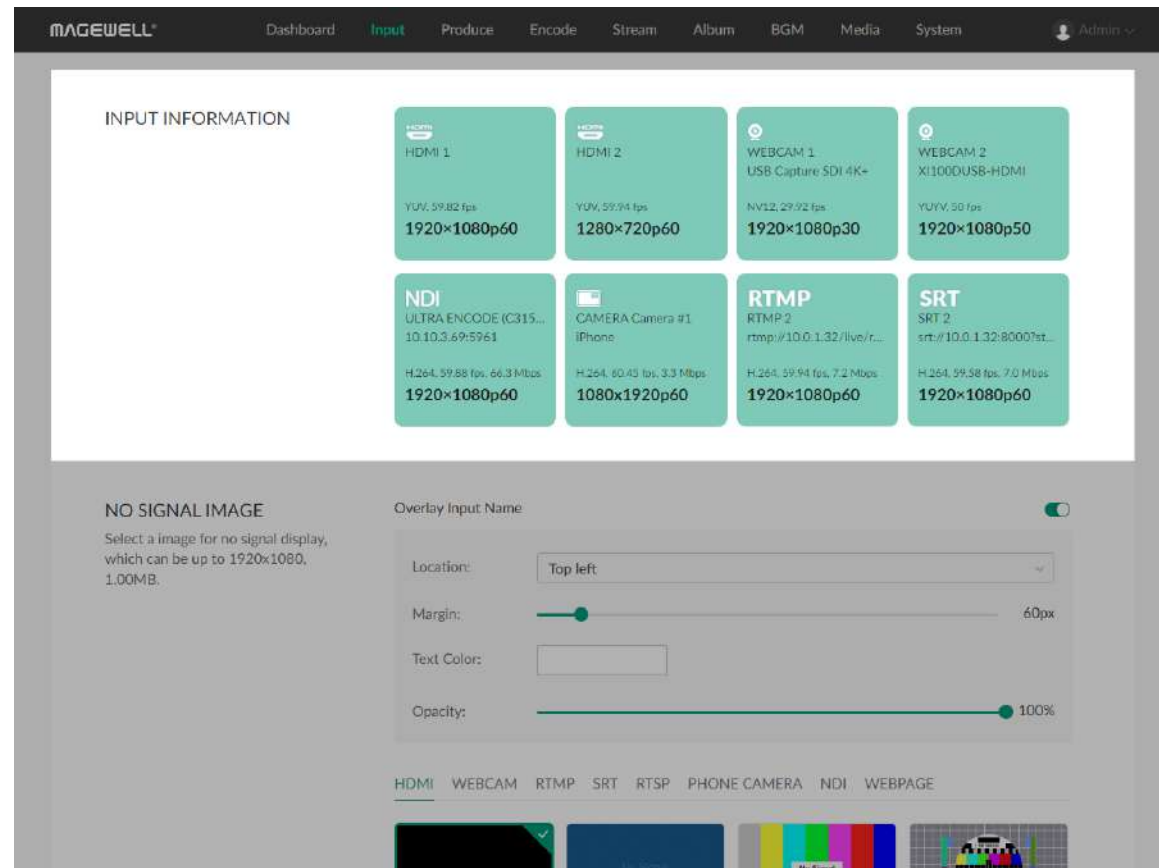 MAGEWELL®
Dashboard Input Produce Encode Stream Album BGM Media System Admin
INPUT INFORMATION
HDMI
HDMI 1
YUV, 59.82 fps
1920×1080p60
HDMI
HDMI 2
YUV, 59.94 fps
1280×720p60
WEBCAM 1
USB Capture SDI 4K+
NV12, 29.92 fps
1920×1080p30
WEBCAM 2
XI100DUSB-HDMI
YUYV, 50 fps
1920×1080p50
NDI
ULTRA ENCODE (C315...
10.10.3.69:5961
H.264, 59.88 fps, 66.3 Mbps
1920×1080p60
CAMERA Camera #1
iPhone
H.264, 60.45 fps, 3.3 Mbps
1080x1920p60
RTMP
RTMP 2
rtmp://10.0.1.32/live/r...
H.264, 59.94 fps, 7.2 Mbps
1920×1080p60
SRT
SRT 2
srt://10.0.1.32:8000?st...
H.264, 59.58 fps, 7.0 Mbps
1920×1080p60
NO SIGNAL IMAGE
Select a image for no signal display,
which can be up to 1920x1080,
1.00MB.
Overlay Input Name
Location: Top left
Margin: 60px
Text Color:
Opacity: 100%
HDMI WEBCAM RTMP SRT RTSP PHONE CAMERA NDI WEBPAGE
No Signal